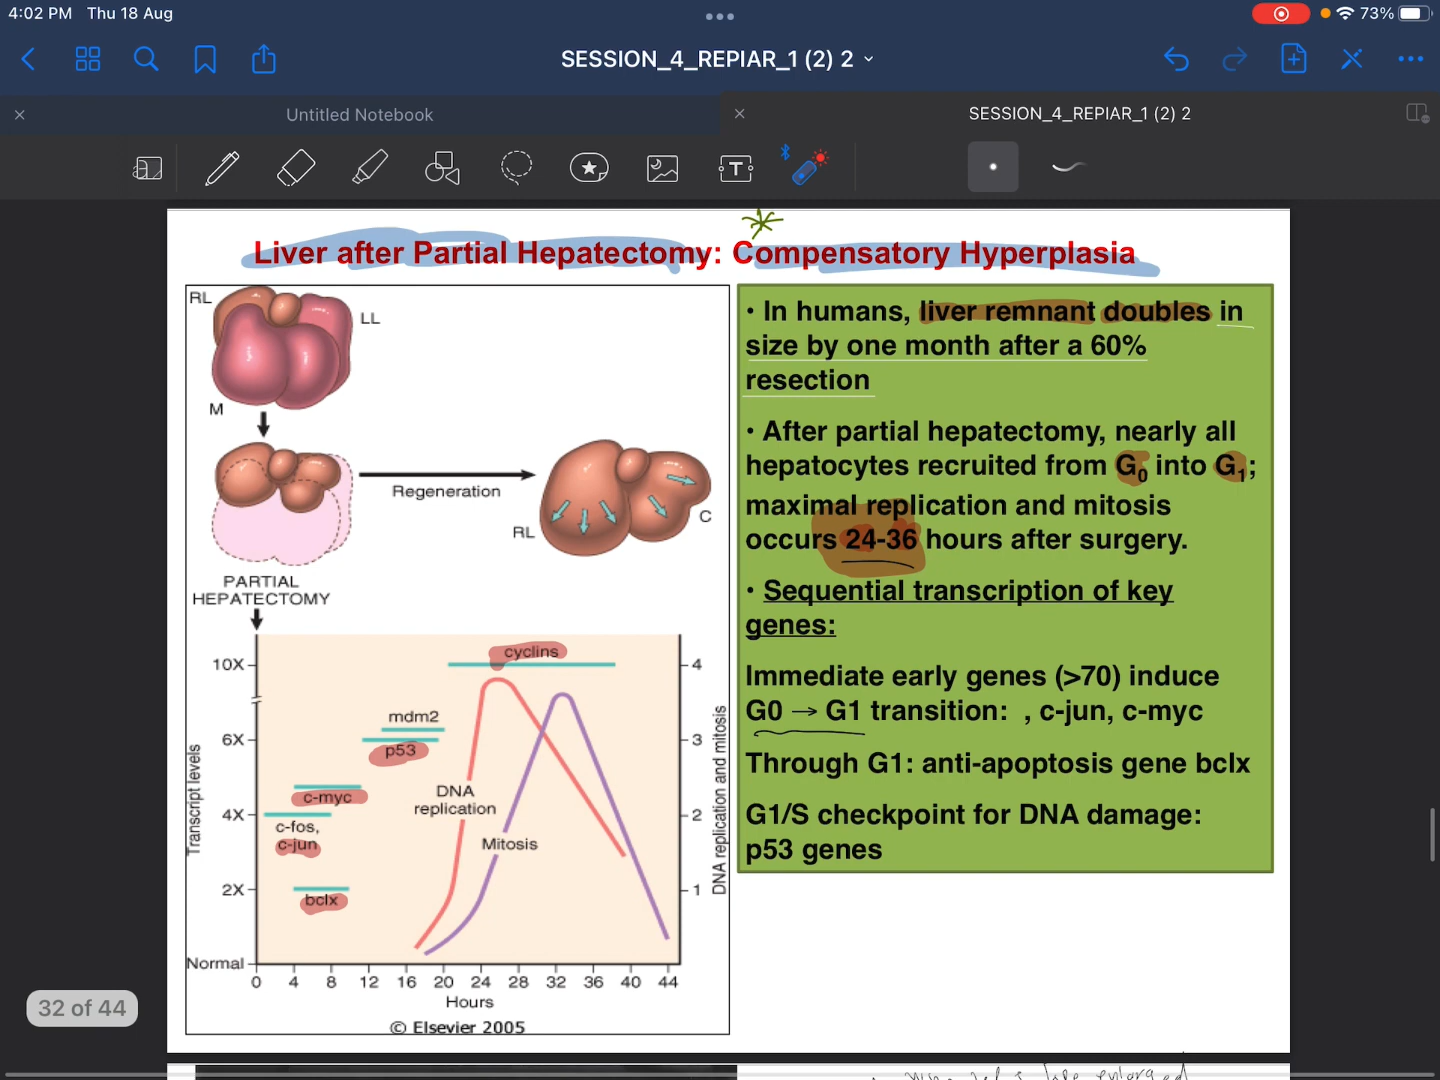 4:02 PM Thu 18 Aug
73%
SESSION_4_REPIAR_1 (2) 2
Untitled Notebook
SESSION_4_REPIAR_1 (2) 2
Liver after Partial Hepatectomy: Compensatory Hyperplasia
RL
LL
M
Regeneration
RL
C
PARTIAL
HEPATECTOMY
10X
6X
4X
2X
Normal
Transcript levels
cyclins
mdm2
p53
c-myc
c-fos,
c-jun
bclx
DNA
replication
Mitosis
4
3
2
1
DNA replication and mitosis
0 4 8 12 16 20 24 28 32 36 40 44
Hours
© Elsevier 2005
• In humans, liver remnant doubles in
size by one month after a 60%
resection
• After partial hepatectomy, nearly all
hepatocytes recruited from G0 into G1;
maximal replication and mitosis
occurs 24-36 hours after surgery.
• Sequential transcription of key
genes:
Immediate early genes (>70) induce
G0 → G1 transition: , c-jun, c-myc
Through G1: anti-apoptosis gene bclx
G1/S checkpoint for DNA damage:
p53 genes
32 of 44